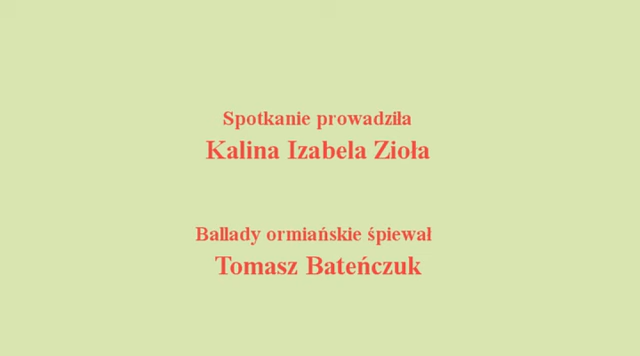 Spotkanie prowadziła
Kalina Izabela Zioła
Ballady ormiańskie śpiewał
Tomasz Bateńczuk